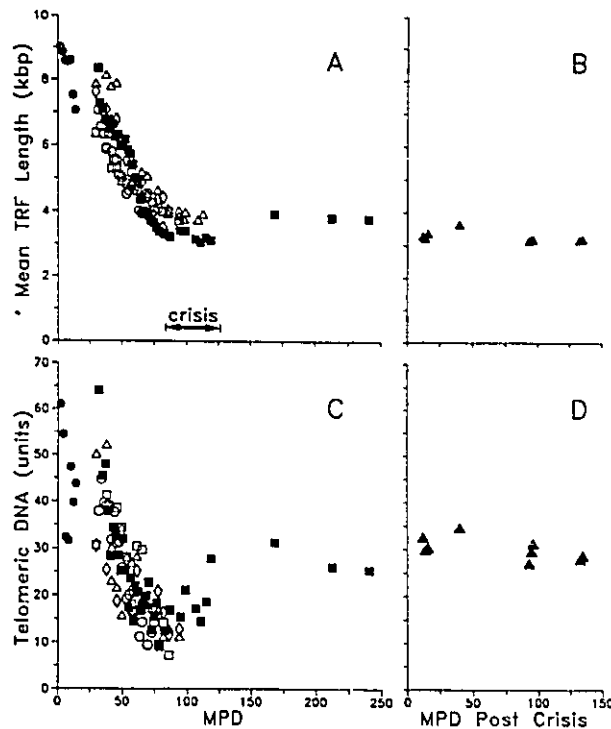 A
B
Mean TRF Length (kbp)
10
8
6
4
2
0
crisis
C
D
Telomeric DNA (units)
70
60
50
40
30
20
10
0
0 50 100 150 200 250
MPD
0 50 100 150
MPD Post Crisis